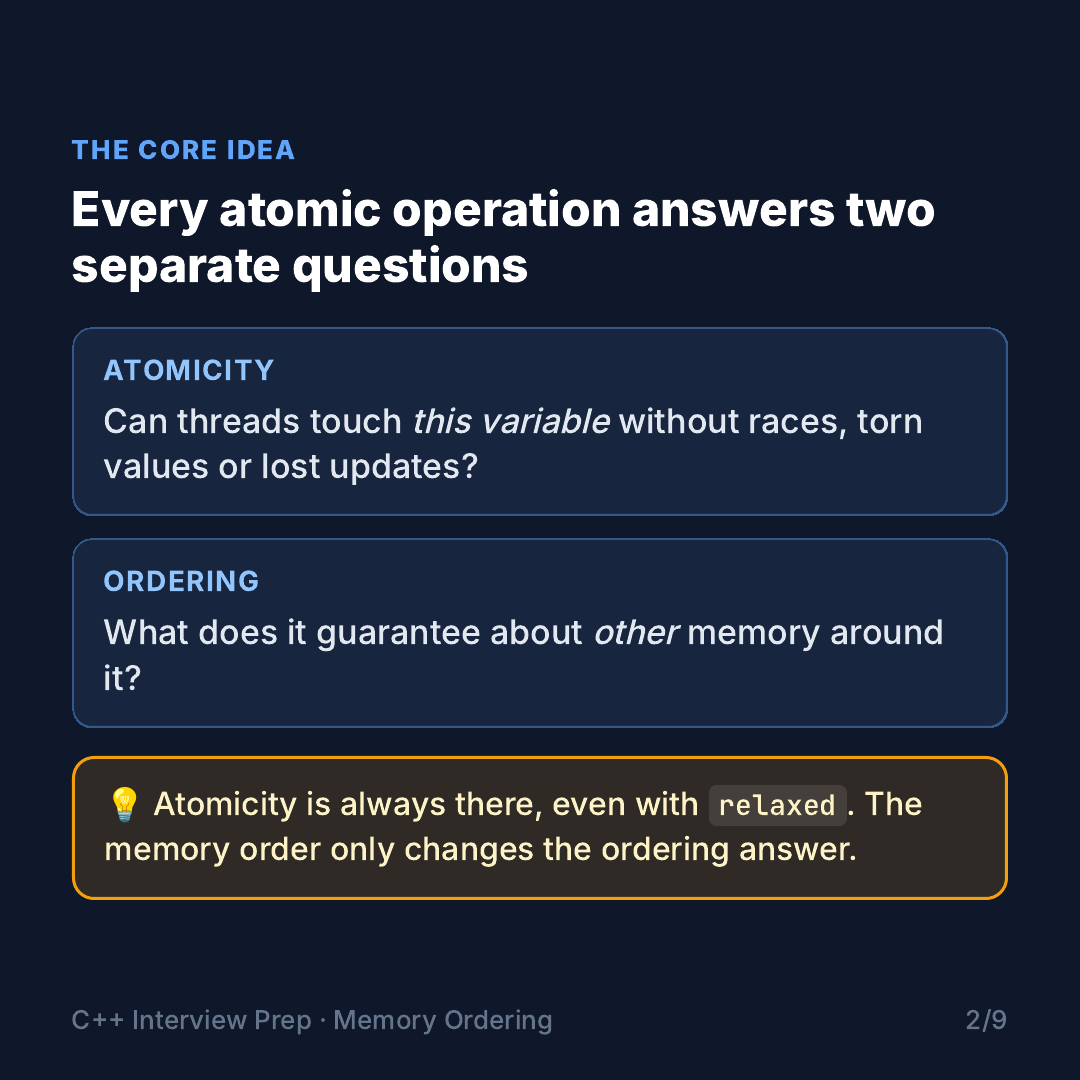 THE CORE IDEA
Every atomic operation answers two
separate questions
ATOMICITY
Can threads touch this variable without races, torn
values or lost updates?
ORDERING
What does it guarantee about other memory around
it?
💡 Atomicity is always there, even with relaxed. The
memory order only changes the ordering answer.
C++ Interview Prep · Memory Ordering
2/9